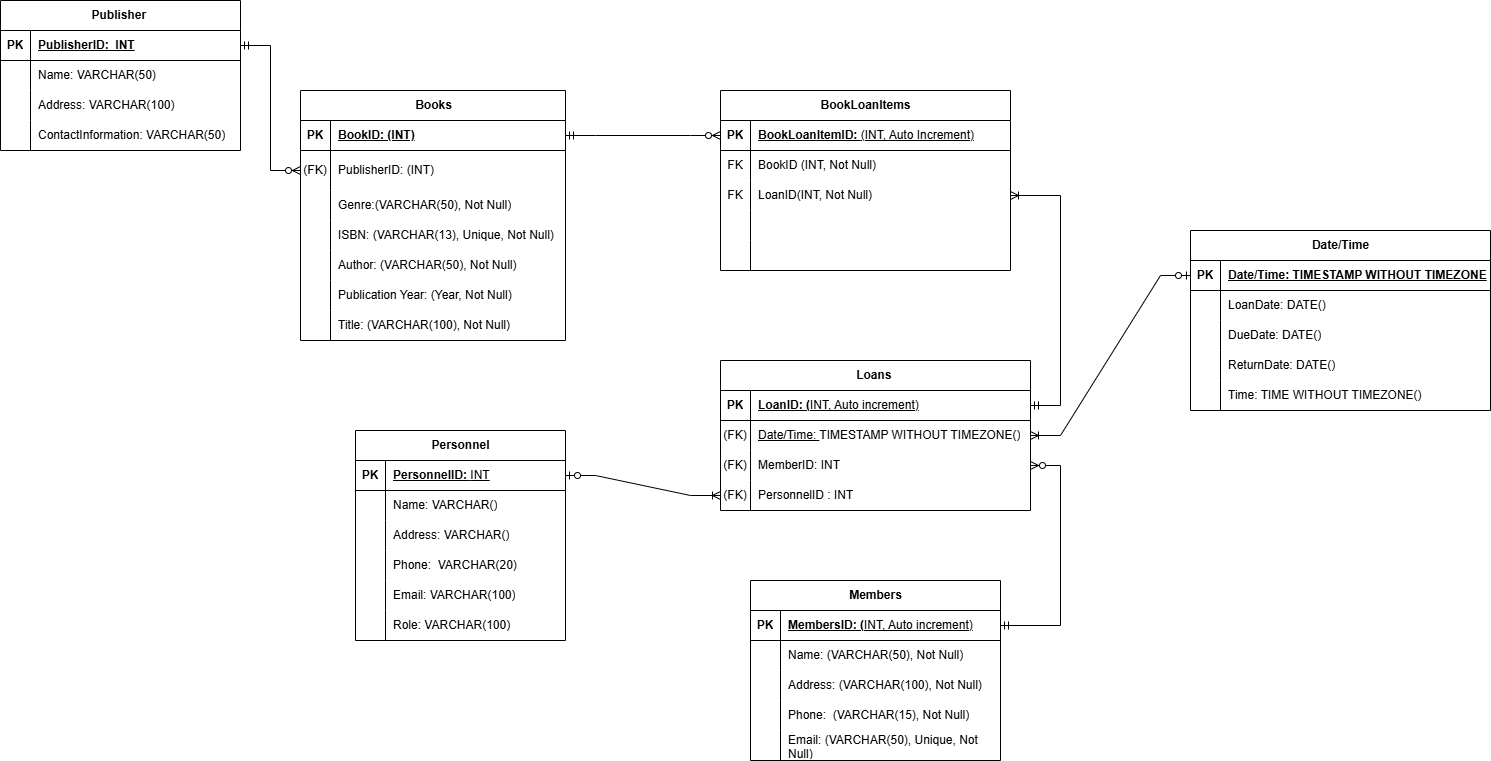 Publisher
PK PublisherID: INT
Name: VARCHAR(50)
Address: VARCHAR(100)
ContactInformation: VARCHAR(50)
Books
PK BookID: (INT)
(FK) PublisherID: (INT)
Genre:(VARCHAR(50), Not Null)
ISBN: (VARCHAR(13), Unique, Not Null)
Author: (VARCHAR(50), Not Null)
Publication Year: (Year, Not Null)
Title: (VARCHAR(100), Not Null)
BookLoanItems
PK BookLoanItemID: (INT, Auto Increment)
FK BookID (INT, Not Null)
FK LoanID(INT, Not Null)
Date/Time
PK Date/Time: TIMESTAMP WITHOUT TIMEZONE
LoanDate: DATE()
DueDate: DATE()
ReturnDate: DATE()
Time: TIME WITHOUT TIMEZONE()
Loans
PK LoanID: (INT, Auto increment)
(FK) Date/Time: TIMESTAMP WITHOUT TIMEZONE()
(FK) MemberID: INT
(FK) PersonnelID : INT
Personnel
PK PersonnelID: INT
Name: VARCHAR()
Address: VARCHAR()
Phone:  VARCHAR(20)
Email: VARCHAR(100)
Role: VARCHAR(100)
Members
PK MembersID: (INT, Auto increment)
Name: (VARCHAR(50), Not Null)
Address: (VARCHAR(100), Not Null)
Phone:  (VARCHAR(15), Not Null)
Email: (VARCHAR(50), Unique, Not
Null)